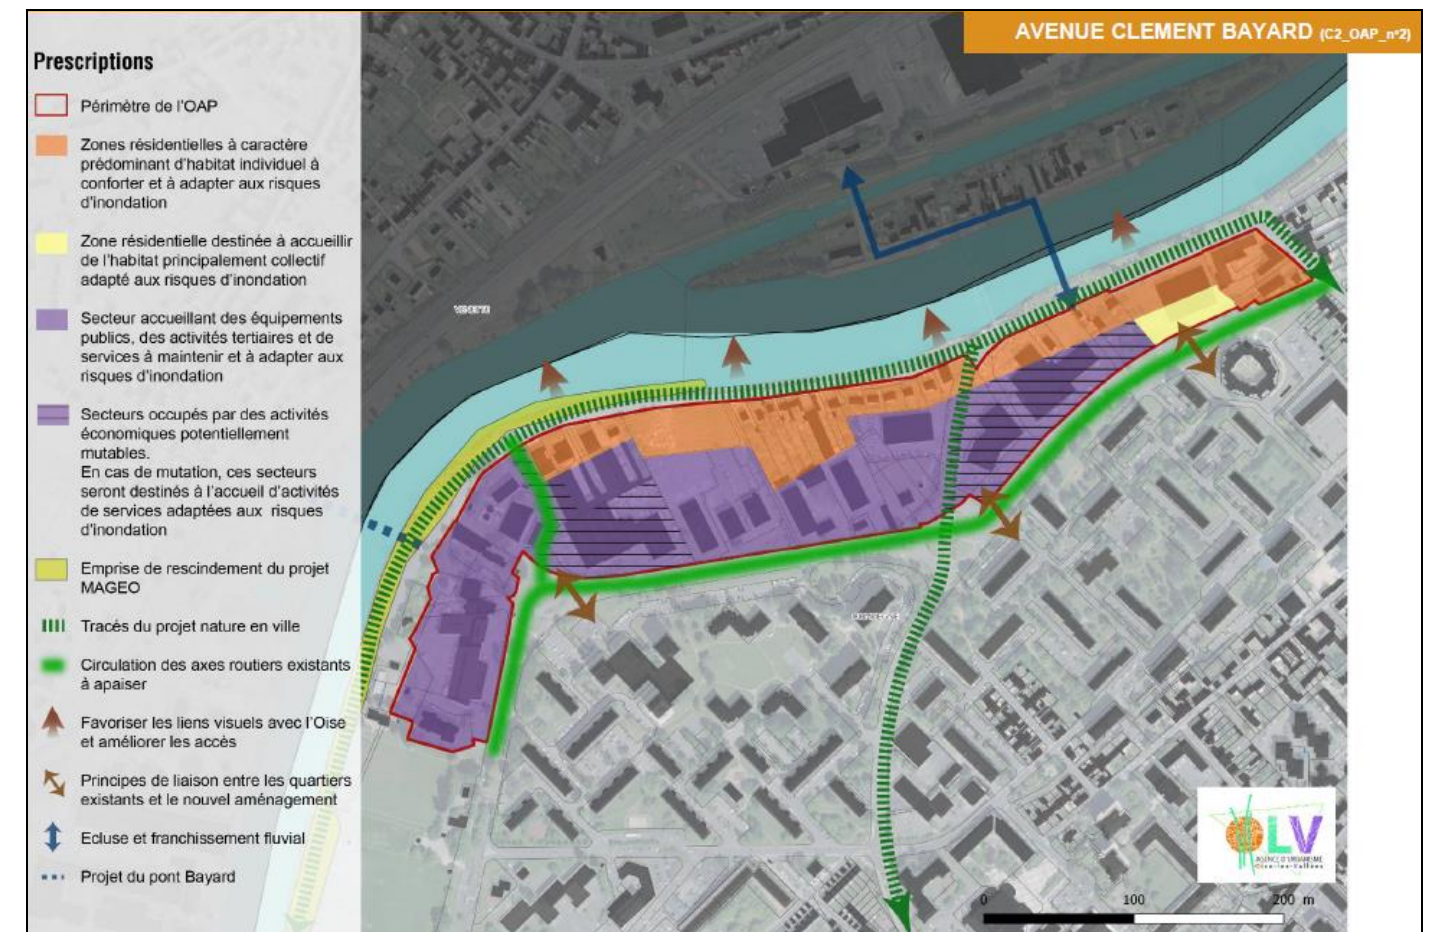 AVENUE CLEMENT BAYARD (C2_OAP_n°2)
Prescriptions
Périmètre de l'OAP
Zones résidentielles à caractère
prédominant d'habitat individuel à
conforter et à adapter aux risques
d'inondation
Zone résidentielle destinée à accueillir
de l'habitat principalement collectif
adapté aux risques d'inondation
Secteur accueillant des équipements
publics, des activités tertiaires et de
services à maintenir et à adapter aux
risques d'inondation
Secteurs occupés par des activités
économiques potentiellement
mutables.
En cas de mutation, ces secteurs
seront destinés à l'accueil d'activités
de services adaptées aux risques
d'inondation
Emprise de rescindement du projet
MAGEO
Tracés du projet nature en ville
Circulation des axes routiers existants
à apaiser
Favoriser les liens visuels avec l'Oise
et améliorer les accès
Principes de liaison entre les quartiers
existants et le nouvel aménagement
Ecluse et franchissement fluvial
Projet du pont Bayard
OLV
AGENCE D'URBANISME
Oise-les-Vallées
0 100 200 m